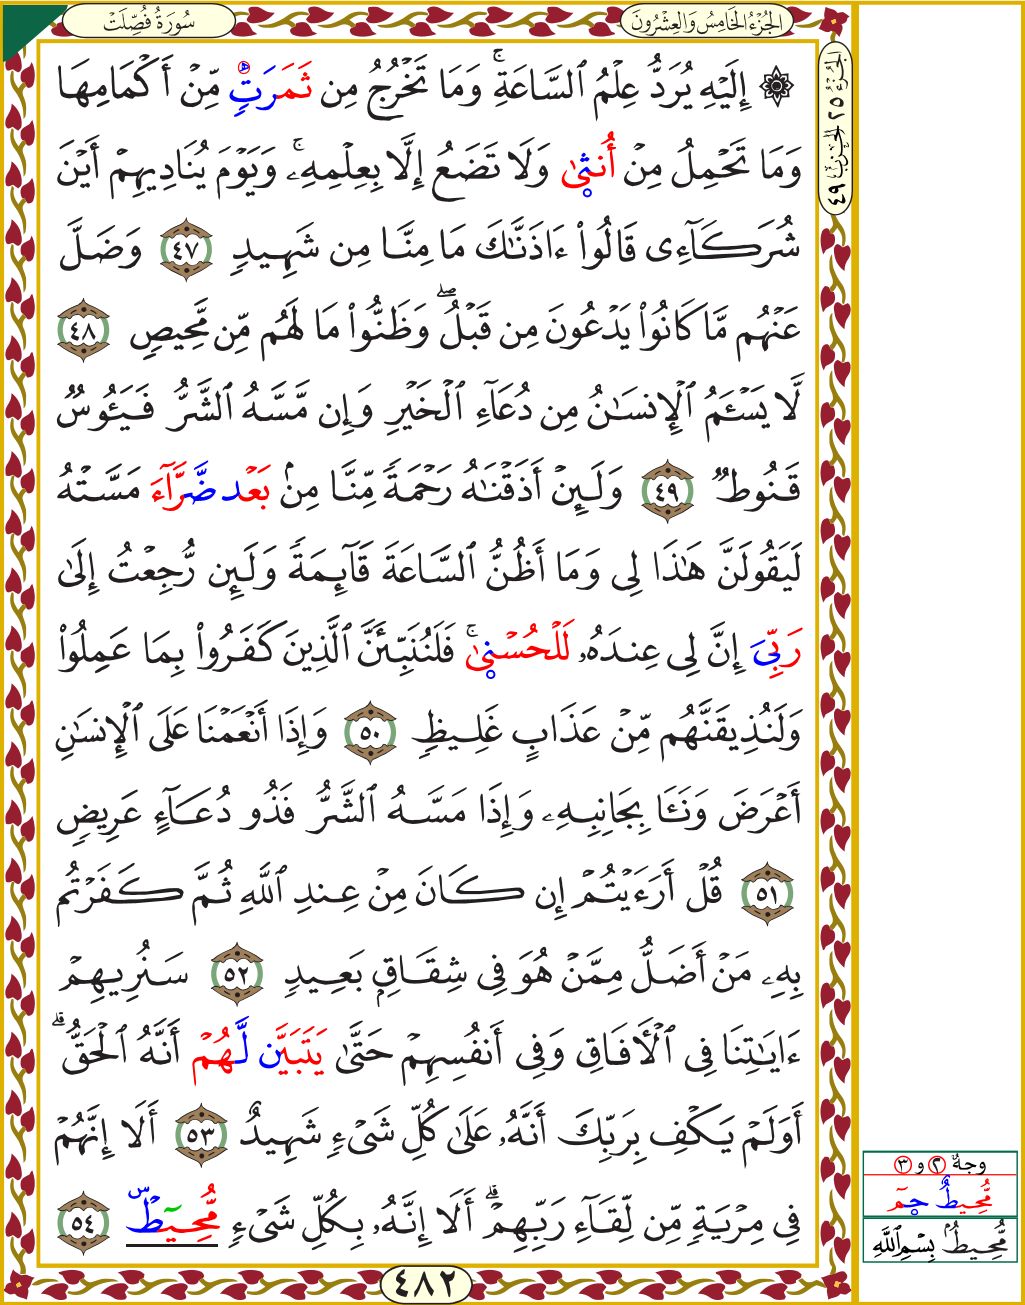 سُورَةُ فُصِّلَتْ
الجُزْءُ الخَامِسُ وَالعِشْرُونَ
الجُزْءُ ٢٥ الحِزْبُ ٤٩
۞ إِلَيْهِ يُرَدُّ عِلْمُ ٱلسَّاعَةِۚ وَمَا تَخْرُجُ مِن ثَمَرَٰتٖ مِّنْ أَكْمَامِهَا
وَمَا تَحْمِلُ مِنْ أُنثَىٰ وَلَا تَضَعُ إِلَّا بِعِلْمِهِۦۚ وَيَوْمَ يُنَادِيهِمْ أَيْنَ
شُرَكَآءِى قَالُوٓاْ ءَاذَنَّٰكَ مَا مِنَّا مِن شَهِيدٖ ٤٧ وَضَلَّ
عَنْهُم مَّا كَانُواْ يَدْعُونَ مِن قَبْلُۖ وَظَنُّواْ مَا لَهُم مِّن مَّحِيصٖ ٤٨
لَّا يَسْـَٔمُ ٱلْإِنسَٰنُ مِن دُعَآءِ ٱلْخَيْرِ وَإِن مَّسَّهُ ٱلشَّرُّ فَيَـُٔوسٞ
قَنُوطٞ ٤٩ وَلَئِنْ أَذَقْنَٰهُ رَحْمَةٗ مِّنَّا مِنۢ بَعْد ضَّرَّآءَ مَسَّتْهُ
لَيَقُولَنَّ هَٰذَا لِى وَمَآ أَظُنُّ ٱلسَّاعَةَ قَآئِمَةٗ وَلَئِن رُّجِعْتُ إِلَىٰ
رَبِّىَ إِنَّ لِى عِندَهُۥ لَلْحُسْنَىٰۚ فَلَنُنَبِّئَنَّ ٱلَّذِينَ كَفَرُواْ بِمَا عَمِلُواْ
وَلَنُذِيقَنَّهُم مِّنْ عَذَابٍ غَلِيظٖ ٥٠ وَإِذَآ أَنْعَمْنَا عَلَى ٱلْإِنسَٰنِ
أَعْرَضَ وَنَـَٔا بِجَانِبِهِۦ وَإِذَا مَسَّهُ ٱلشَّرُّ فَذُو دُعَآءٍ عَرِيضٖ
٥١ قُلْ أَرَءَيْتُمْ إِن كَانَ مِنْ عِندِ ٱللَّهِ ثُمَّ كَفَرْتُم
بِهِۦ مَنْ أَضَلُّ مِمَّنْ هُوَ فِى شِقَاقِۭ بَعِيدٖ ٥٢ سَنُرِيهِمْ
ءَايَٰتِنَا فِى ٱلْأَفَاقِ وَفِىٓ أَنفُسِهِمْ حَتَّىٰ يَتَبَيَّن لَّهُمْ أَنَّهُ ٱلْحَقُّۗ
أَوَلَمْ يَكْفِ بِرَبِّكَ أَنَّهُۥ عَلَىٰ كُلِّ شَىْءٖ شَهِيدٌ ٥٣ أَلَآ إِنَّهُمْ
فِى مِرْيَةٖ مِّن لِّقَآءِ رَبِّهِمْۗ أَلَآ إِنَّهُۥ بِكُلِّ شَىْءٖ مُّحِيطٌۢ ٥٤
وجهٌ ٢ و ٣
مُّحِيطٌ حمٓ
مُّحِيطُۢ بِسْمِ ٱللَّهِ
٤٨٢